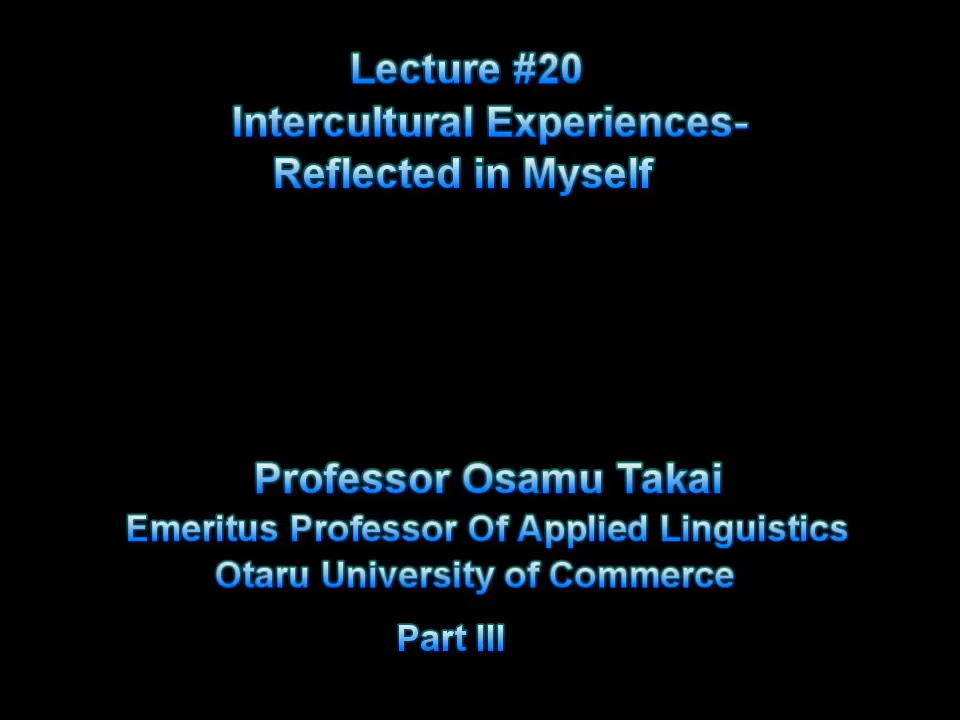 Lecture #20
Intercultural Experiences-
Reflected in Myself
Professor Osamu Takai
Emeritus Professor Of Applied Linguistics
Otaru University of Commerce
Part III